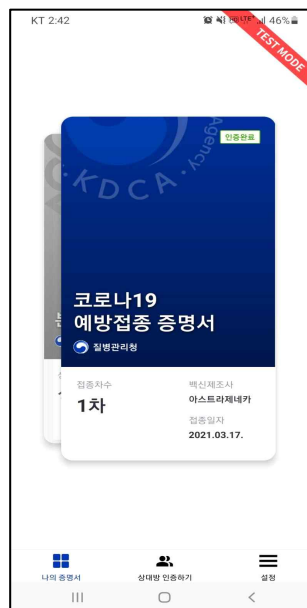 KT 2:42
46%
TEST MODE
Agency
KDCA
인증완료
코로나19
예방접종 증명서
질병관리청
접종차수
1차
백신제조사
아스트라제네카
접종일자
2021.03.17.
나의 증명서
상대방 인증하기
설정